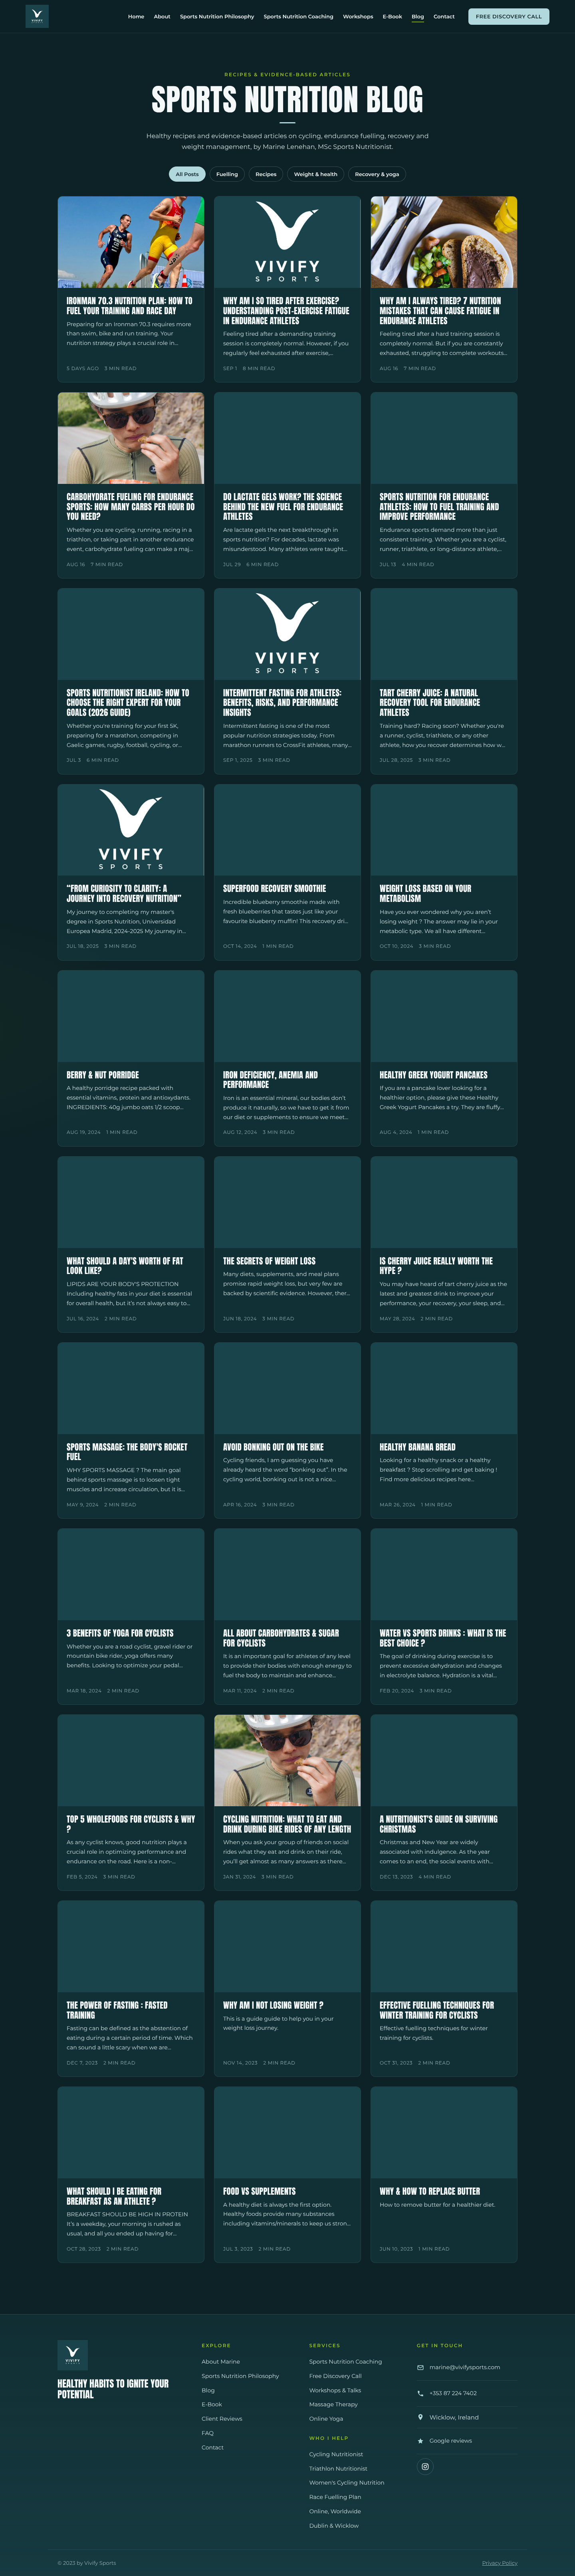 VIVIFY
Home About Sports Nutrition Philosophy Sports Nutrition Coaching Workshops E-Book Blog Contact FREE DISCOVERY CALL
RECIPES & EVIDENCE-BASED ARTICLES
SPORTS NUTRITION BLOG
Healthy recipes and evidence-based articles on cycling, endurance fuelling, recovery and
weight management, by Marine Lenehan, MSc Sports Nutritionist.
All Posts Fuelling Recipes Weight & health Recovery & yoga
IRONMAN 70.3 NUTRITION PLAN: HOW TO
FUEL YOUR TRAINING AND RACE DAY
Preparing for an Ironman 70.3 requires more
than swim, bike and run training. Your
nutrition strategy plays a crucial role in...
5 DAYS AGO 3 MIN READ
VIVIFY
SPORTS
WHY AM I SO TIRED AFTER EXERCISE?
UNDERSTANDING POST-EXERCISE FATIGUE
IN ENDURANCE ATHLETES
Feeling tired after a demanding training
session is completely normal. However, if you
regularly feel exhausted after exercise,...
SEP 1 8 MIN READ
WHY AM I ALWAYS TIRED? 7 NUTRITION
MISTAKES THAT CAN CAUSE FATIGUE IN
ENDURANCE ATHLETES
Feeling tired after a hard training session is
completely normal. But if you are constantly
exhausted, struggling to complete workouts...
AUG 16 7 MIN READ
CARBOHYDRATE FUELING FOR ENDURANCE
SPORTS: HOW MANY CARBS PER HOUR DO
YOU NEED?
Whether you are cycling, running, racing in a
triathlon, or taking part in another endurance
event, carbohydrate fueling can make a maj...
AUG 16 7 MIN READ
DO LACTATE GELS WORK? THE SCIENCE
BEHIND THE NEW FUEL FOR ENDURANCE
ATHLETES
Are lactate gels the next breakthrough in
sports nutrition? For decades, lactate was
misunderstood. Many athletes were taught...
JUL 29 6 MIN READ
SPORTS NUTRITION FOR ENDURANCE
ATHLETES: HOW TO FUEL TRAINING AND
IMPROVE PERFORMANCE
Endurance sports demand more than just
consistent training. Whether you are a cyclist,
runner, triathlete, or long-distance athlete,...
JUL 13 4 MIN READ
SPORTS NUTRITIONIST IRELAND: HOW TO
CHOOSE THE RIGHT EXPERT FOR YOUR
GOALS (2026 GUIDE)
Whether you're training for your first 5K,
preparing for a marathon, competing in
Gaelic games, rugby, football, cycling, or...
JUL 3 6 MIN READ
VIVIFY
SPORTS
INTERMITTENT FASTING FOR ATHLETES:
BENEFITS, RISKS, AND PERFORMANCE
INSIGHTS
Intermittent fasting is one of the most
popular nutrition strategies today. From
marathon runners to CrossFit athletes, many...
SEP 1, 2025 3 MIN READ
TART CHERRY JUICE: A NATURAL
RECOVERY TOOL FOR ENDURANCE
ATHLETES
Training hard? Racing soon? Whether you're
a runner, cyclist, triathlete, or any other
athlete, how you recover determines how w...
JUL 28, 2025 3 MIN READ
VIVIFY
SPORTS
"FROM CURIOSITY TO CLARITY: A
JOURNEY INTO RECOVERY NUTRITION"
My journey to completing my master's
degree in Sports Nutrition, Universidad
Europea Madrid, 2024-2025 My journey in...
JUL 18, 2025 3 MIN READ
SUPERFOOD RECOVERY SMOOTHIE
Incredible blueberry smoothie made with
fresh blueberries that tastes just like your
favourite blueberry muffin! This recovery dri...
OCT 14, 2024 1 MIN READ
WEIGHT LOSS BASED ON YOUR
METABOLISM
Have you ever wondered why you aren't
losing weight ? The answer may lie in your
metabolic type. We all have different...
OCT 10, 2024 3 MIN READ
BERRY & NUT PORRIDGE
A healthy porridge recipe packed with
essential vitamins, protein and antioxydants.
INGREDIENTS: 40g jumbo oats 1/2 scoop...
AUG 19, 2024 1 MIN READ
IRON DEFICIENCY, ANEMIA AND
PERFORMANCE
Iron is an essential mineral, our bodies don't
produce it naturally, so we have to get it from
our diet or supplements to ensure we meet...
AUG 12, 2024 3 MIN READ
HEALTHY GREEK YOGURT PANCAKES
If you are a pancake lover looking for a
healthier option, please give these Healthy
Greek Yogurt Pancakes a try. They are fluffy...
AUG 4, 2024 1 MIN READ
WHAT SHOULD A DAY'S WORTH OF FAT
LOOK LIKE?
LIPIDS ARE YOUR BODY'S PROTECTION
Including healthy fats in your diet is essential
for overall health, but it's not always easy to...
JUL 16, 2024 2 MIN READ
THE SECRETS OF WEIGHT LOSS
Many diets, supplements, and meal plans
promise rapid weight loss, but very few are
backed by scientific evidence. However, ther...
JUN 18, 2024 3 MIN READ
IS CHERRY JUICE REALLY WORTH THE
HYPE ?
You may have heard of tart cherry juice as the
latest and greatest drink to improve your
performance, your recovery, your sleep, and...
MAY 28, 2024 2 MIN READ
SPORTS MASSAGE: THE BODY'S ROCKET
FUEL
WHY SPORTS MASSAGE ? The main goal
behind sports massage is to loosen tight
muscles and increase circulation, but it is...
MAY 9, 2024 2 MIN READ
AVOID BONKING OUT ON THE BIKE
Cycling friends, I am guessing you have
already heard the word "bonking out". In the
cycling world, bonking out is not a nice...
APR 16, 2024 3 MIN READ
HEALTHY BANANA BREAD
Looking for a healthy snack or a healthy
breakfast ? Stop scrolling and get baking !
Find more delicious recipes here...
MAR 26, 2024 1 MIN READ
3 BENEFITS OF YOGA FOR CYCLISTS
Whether you are a road cyclist, gravel rider or
mountain bike rider, yoga offers many
benefits. Looking to optimize your pedal...
MAR 18, 2024 2 MIN READ
ALL ABOUT CARBOHYDRATES & SUGAR
FOR CYCLISTS
It is an important goal for athletes of any level
to provide their bodies with enough energy to
fuel the body to maintain and enhance...
MAR 11, 2024 2 MIN READ
WATER VS SPORTS DRINKS : WHAT IS THE
BEST CHOICE ?
The goal of drinking during exercise is to
prevent excessive dehydration and changes
in electrolyte balance. Hydration is a vital...
FEB 20, 2024 3 MIN READ
TOP 5 WHOLEFOODS FOR CYCLISTS & WHY
?
As any cyclist knows, good nutrition plays a
crucial role in optimizing performance and
endurance on the road. Here is a non-...
FEB 5, 2024 3 MIN READ
CYCLING NUTRITION: WHAT TO EAT AND
DRINK DURING BIKE RIDES OF ANY LENGTH
When you ask your group of friends on social
rides what they eat and drink on their ride,
you'll get almost as many answers as there...
JAN 31, 2024 3 MIN READ
A NUTRITIONIST'S GUIDE ON SURVIVING
CHRISTMAS
Christmas and New Year are widely
associated with indulgence. As the year
comes to an end, the social events with...
DEC 13, 2023 4 MIN READ
THE POWER OF FASTING : FASTED
TRAINING
Fasting can be defined as the abstention of
eating during a certain period of time. Which
can sound a little scary when we are...
DEC 7, 2023 2 MIN READ
WHY AM I NOT LOSING WEIGHT ?
This is a guide guide to help you in your
weight loss journey.
NOV 14, 2023 2 MIN READ
EFFECTIVE FUELLING TECHNIQUES FOR
WINTER TRAINING FOR CYCLISTS
Effective fuelling techniques for winter
training for cyclists.
OCT 31, 2023 2 MIN READ
WHAT SHOULD I BE EATING FOR
BREAKFAST AS AN ATHLETE ?
BREAKFAST SHOULD BE HIGH IN PROTEIN
It's a weekday, your morning is rushed as
usual, and all you ended up having for...
OCT 28, 2023 2 MIN READ
FOOD VS SUPPLEMENTS
A healthy diet is always the first option.
Healthy foods provide many substances
including vitamins/minerals to keep us stron...
JUL 3, 2023 2 MIN READ
WHY & HOW TO REPLACE BUTTER
How to remove butter for a healthier diet.
JUN 10, 2023 1 MIN READ
VIVIFY
HEALTHY HABITS TO IGNITE YOUR
POTENTIAL
EXPLORE
About Marine
Sports Nutrition Philosophy
Blog
E-Book
Client Reviews
FAQ
Contact
SERVICES
Sports Nutrition Coaching
Free Discovery Call
Workshops & Talks
Massage Therapy
Online Yoga
WHO I HELP
Cycling Nutritionist
Triathlon Nutritionist
Women's Cycling Nutrition
Race Fuelling Plan
Online, Worldwide
Dublin & Wicklow
GET IN TOUCH
marine@vivifysports.com
+353 87 224 7402
Wicklow, Ireland
Google reviews
© 2023 by Vivify Sports
Privacy Policy